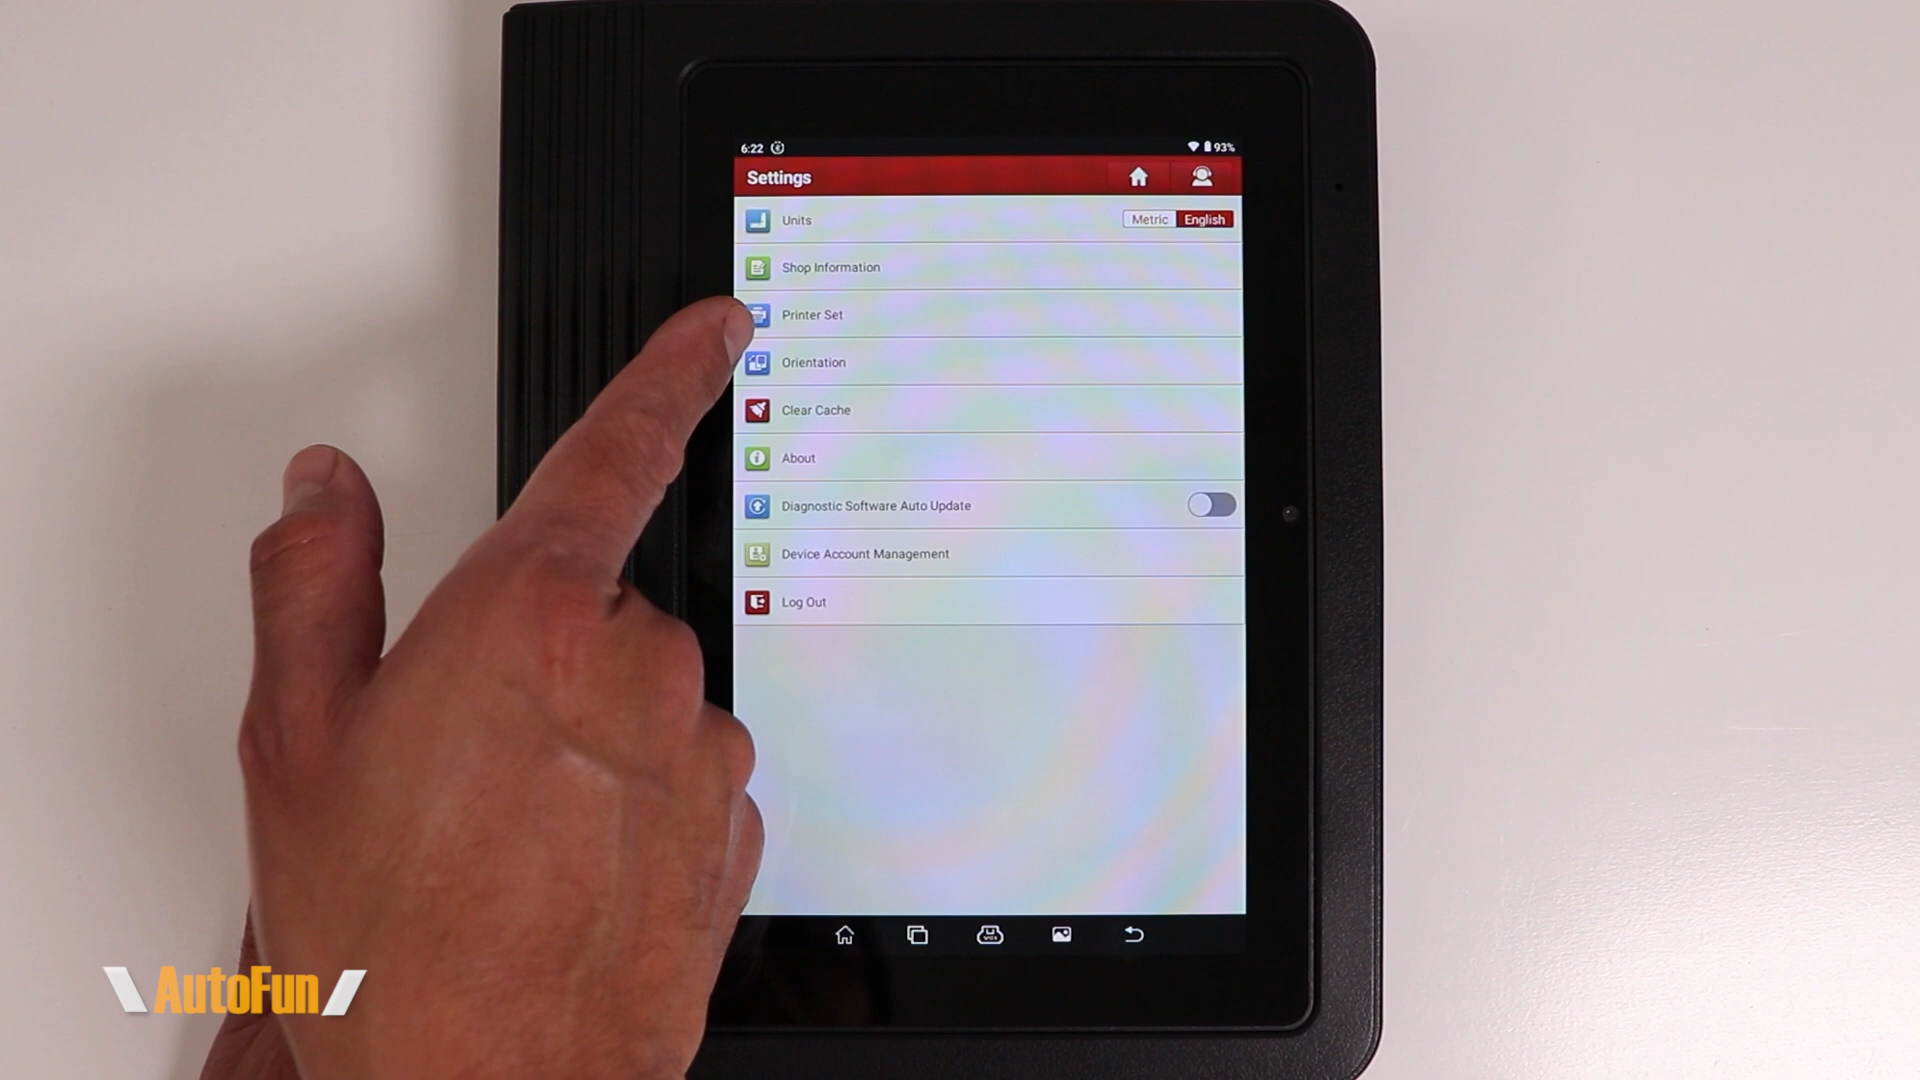 6:22 93%
Settings
Units Metric English
Shop Information
Printer Set
Orientation
Clear Cache
About
Diagnostic Software Auto Update
Device Account Management
Log Out
VCI
AutoFun